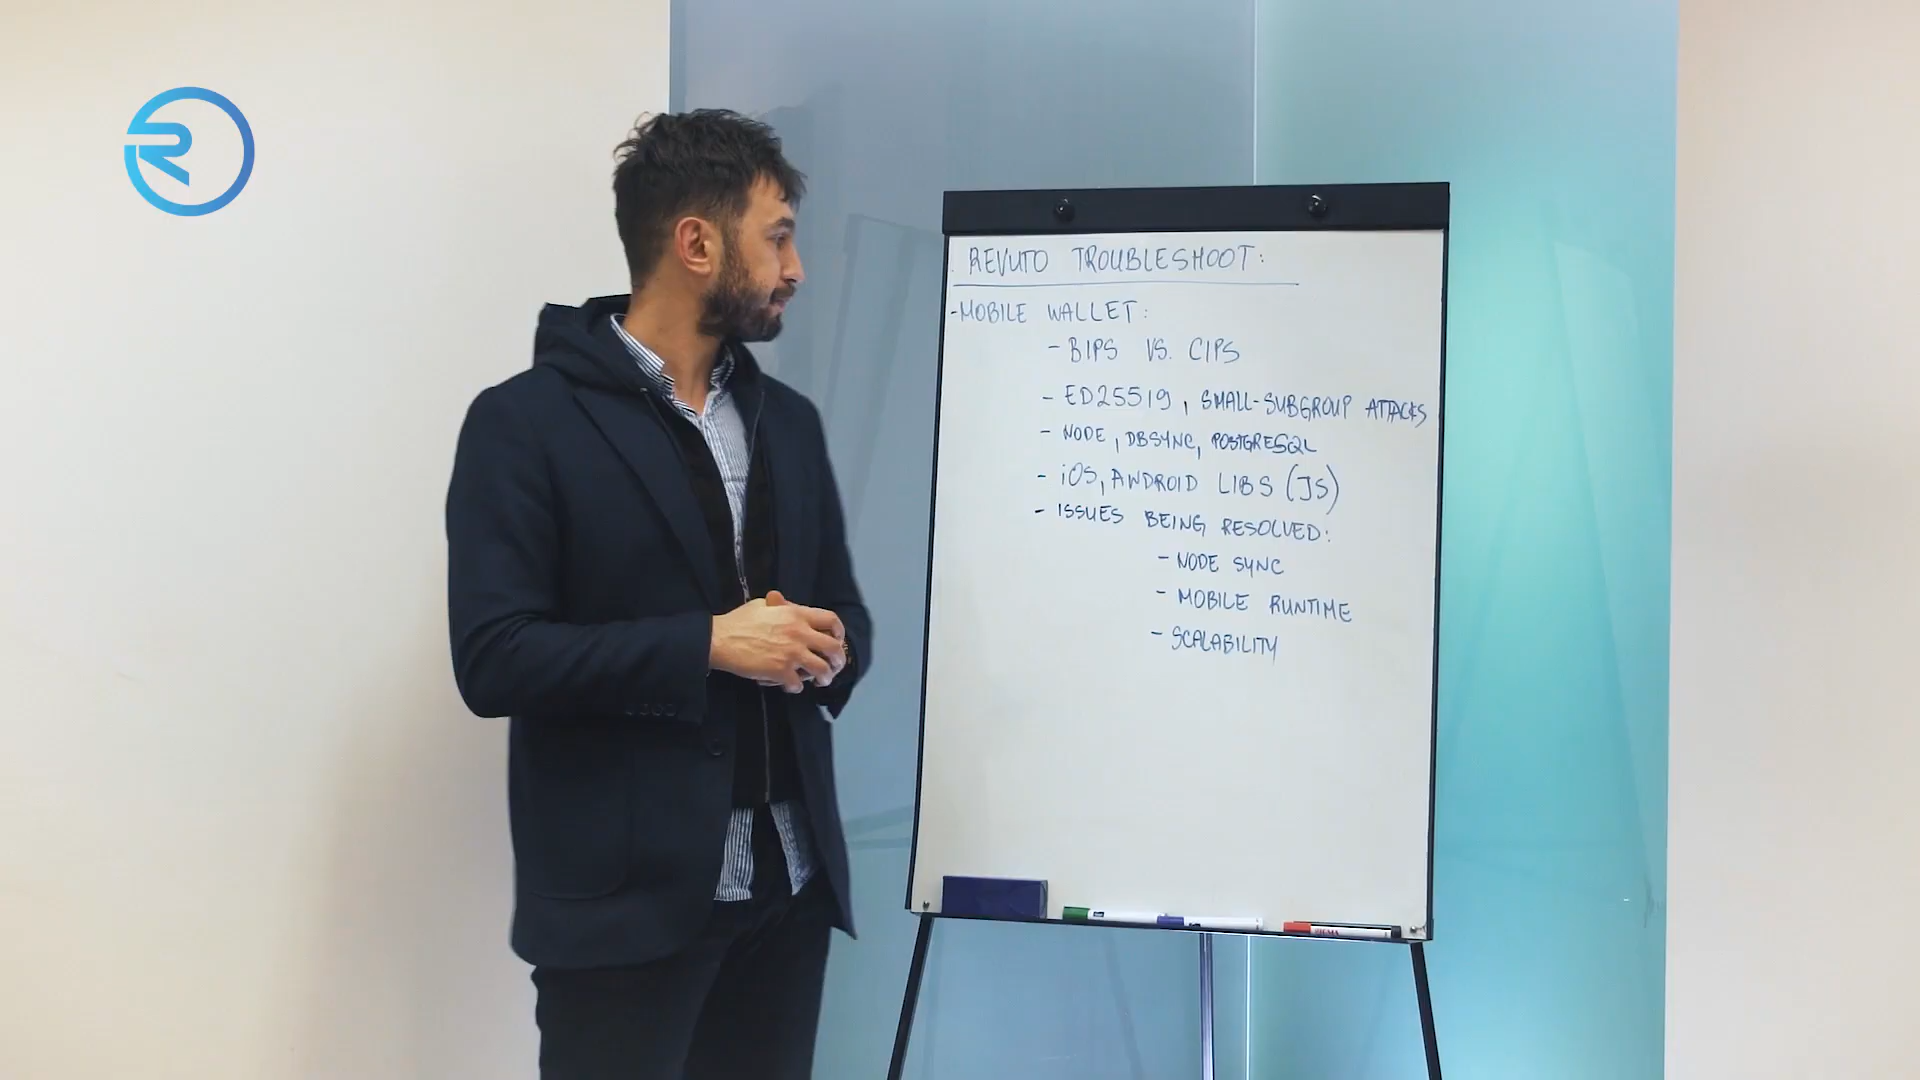 REVUTO TROUBLESHOOT:
-MOBILE WALLET:
- BIPS VS. CIPS
- ED25519, SMALL-SUBGROUP ATTACKS
- NODE, DBSYNC, POSTGRESQL
- iOS, ANDROID LIBS (JS)
- ISSUES BEING RESOLVED:
- NODE SYNC
- MOBILE RUNTIME
- SCALABILITY